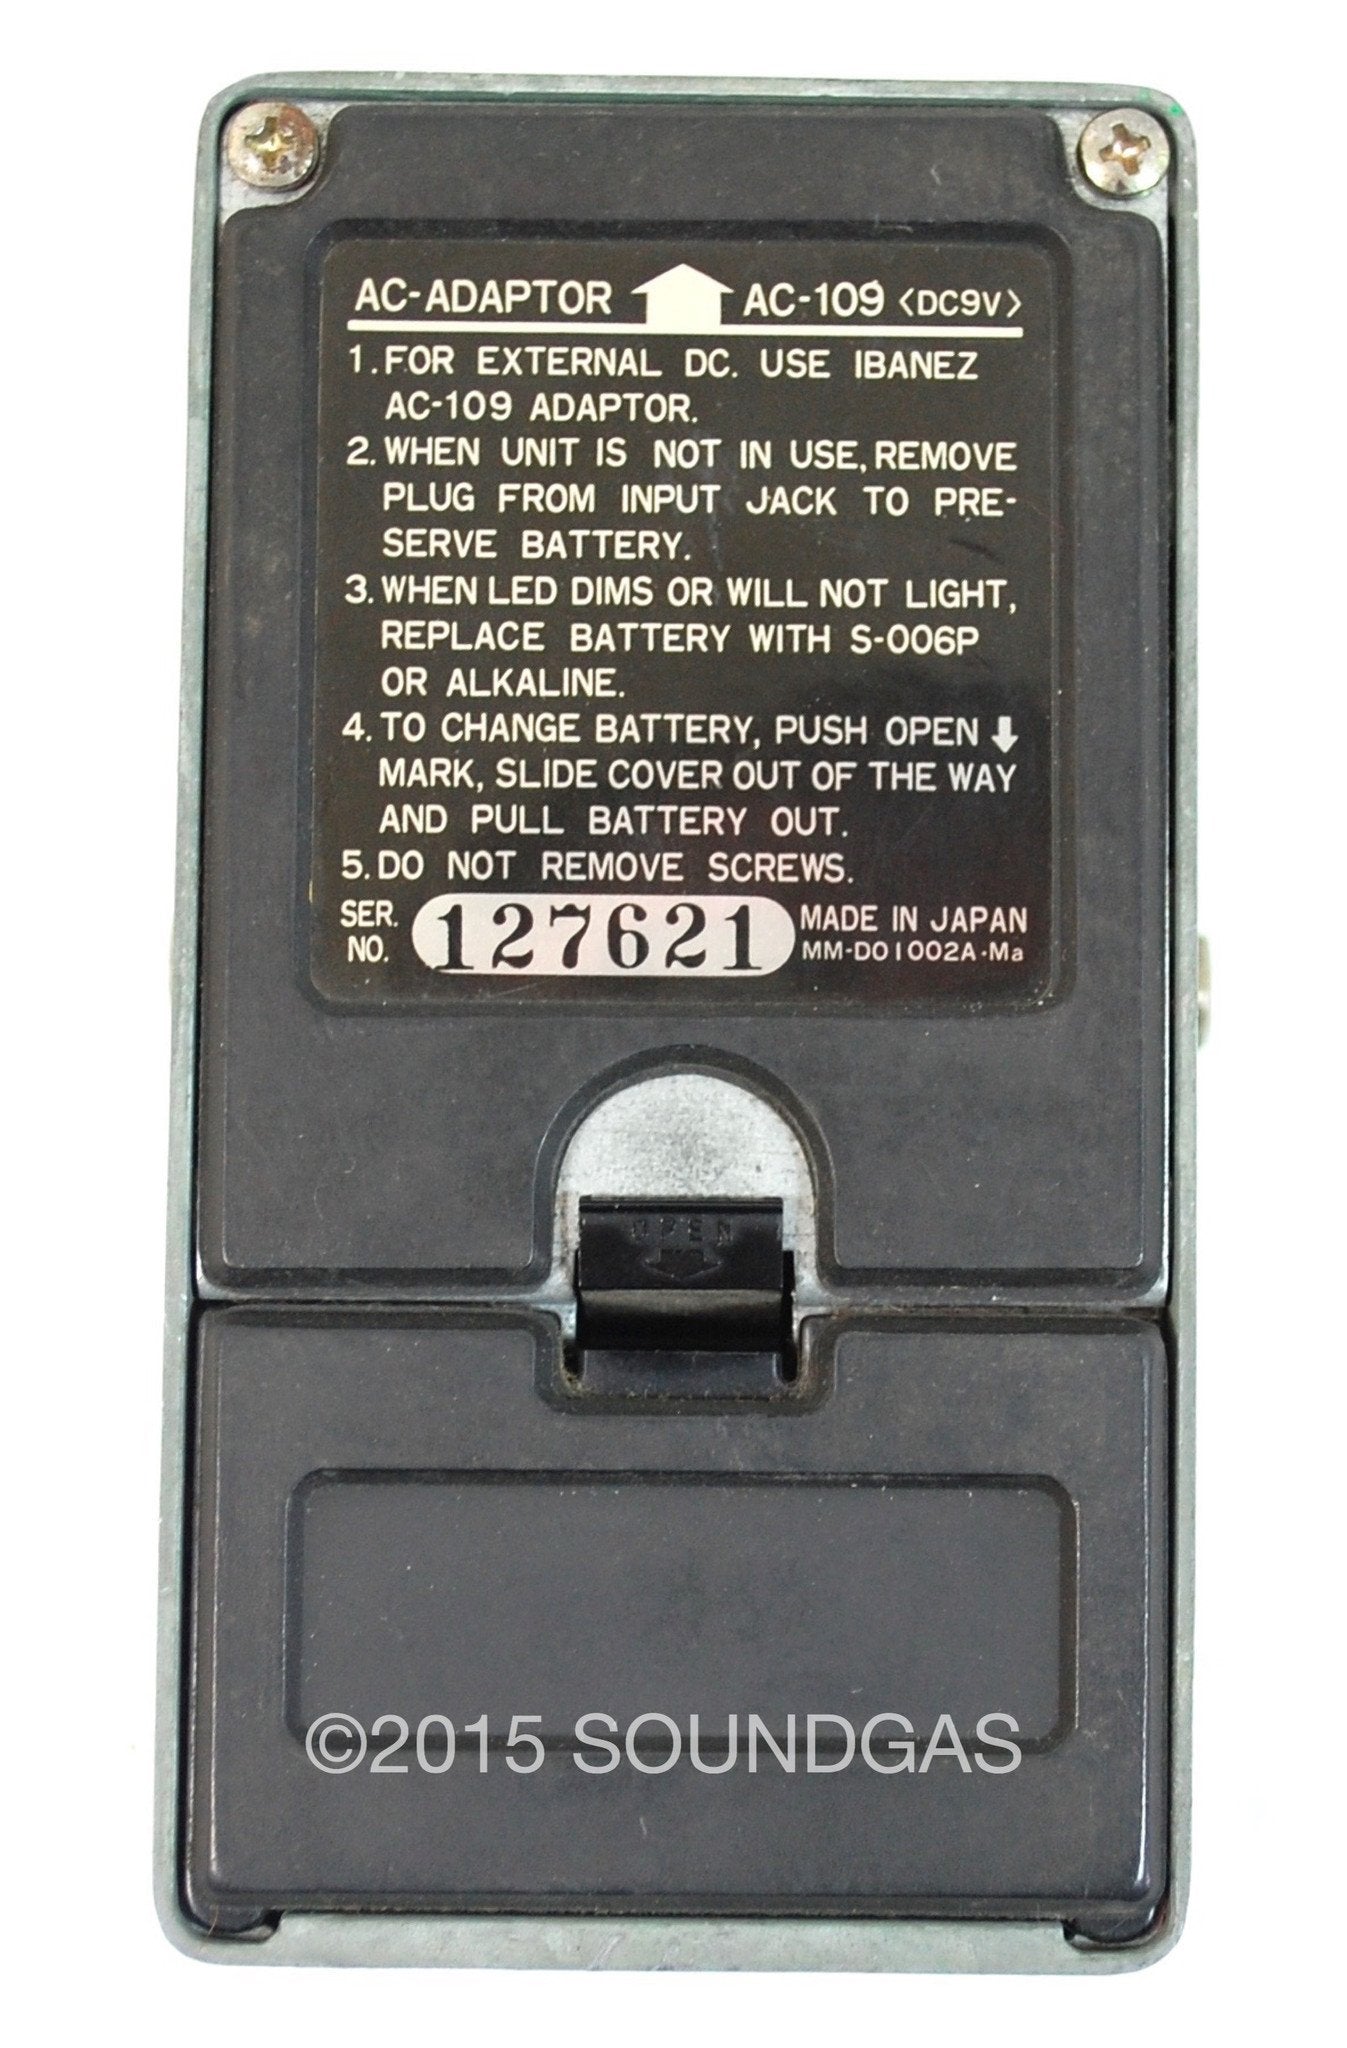 AC-ADAPTOR AC-109 <DC9V>
1. FOR EXTERNAL DC. USE IBANEZ
AC-109 ADAPTOR.
2. WHEN UNIT IS NOT IN USE, REMOVE
PLUG FROM INPUT JACK TO PRE-
SERVE BATTERY.
3. WHEN LED DIMS OR WILL NOT LIGHT,
REPLACE BATTERY WITH S-006P
OR ALKALINE.
4. TO CHANGE BATTERY, PUSH OPEN ⬇
MARK, SLIDE COVER OUT OF THE WAY
AND PULL BATTERY OUT.
5. DO NOT REMOVE SCREWS.
SER. NO. 127621 MADE IN JAPAN
MM-DO1002A-Ma
OPEN
©2015 SOUNDGAS